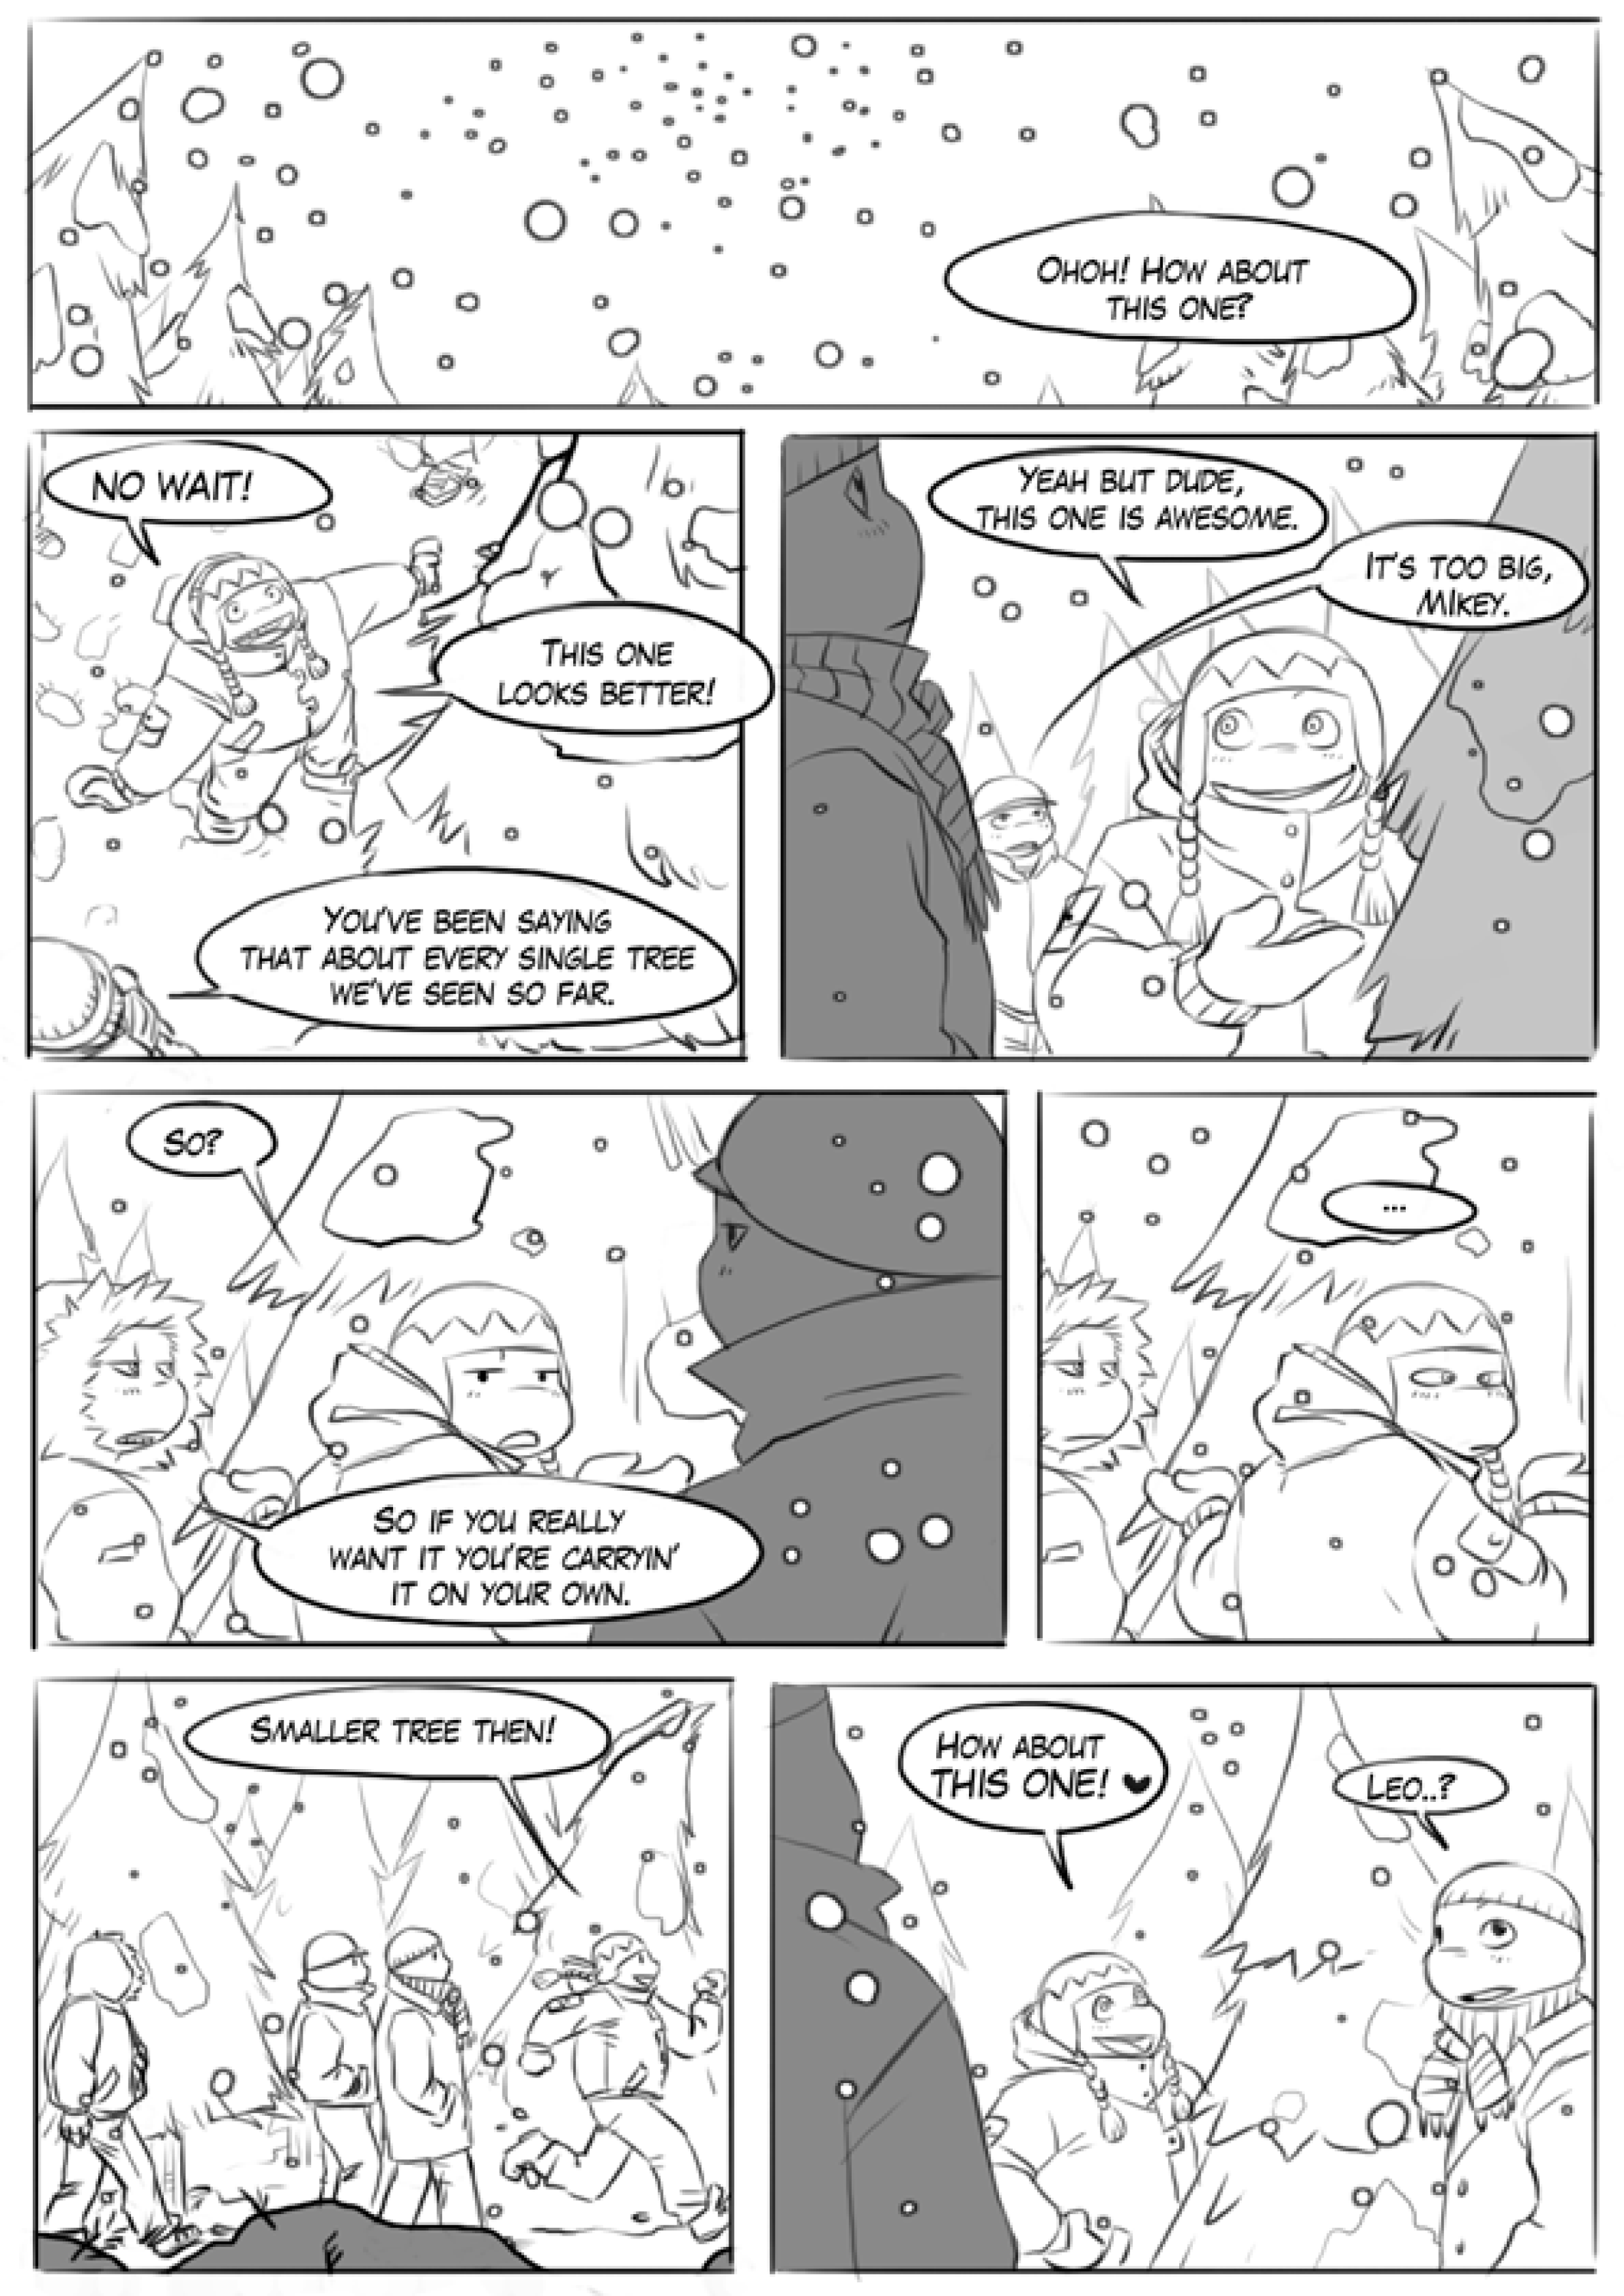 OHOH! HOW ABOUT
THIS ONE?
NO WAIT!
THIS ONE
LOOKS BETTER!
YOU'VE BEEN SAYING
THAT ABOUT EVERY SINGLE TREE
WE'VE SEEN SO FAR.
YEAH BUT DUDE,
THIS ONE IS AWESOME.
IT'S TOO BIG,
MIKEY.
SO?
SO IF YOU REALLY
WANT IT YOU'RE CARRYIN'
IT ON YOUR OWN.
...
SMALLER TREE THEN!
HOW ABOUT
THIS ONE! ♥
LEO..?